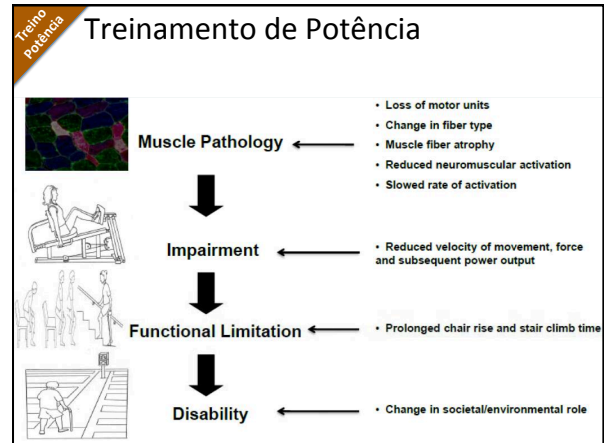 Treino
Potência
Treinamento de Potência
• Loss of motor units
• Change in fiber type
Muscle Pathology
• Muscle fiber atrophy
• Reduced neuromuscular activation
• Slowed rate of activation
Impairment
• Reduced velocity of movement, force
and subsequent power output
Functional Limitation
• Prolonged chair rise and stair climb time
Disability
• Change in societal/environmental role